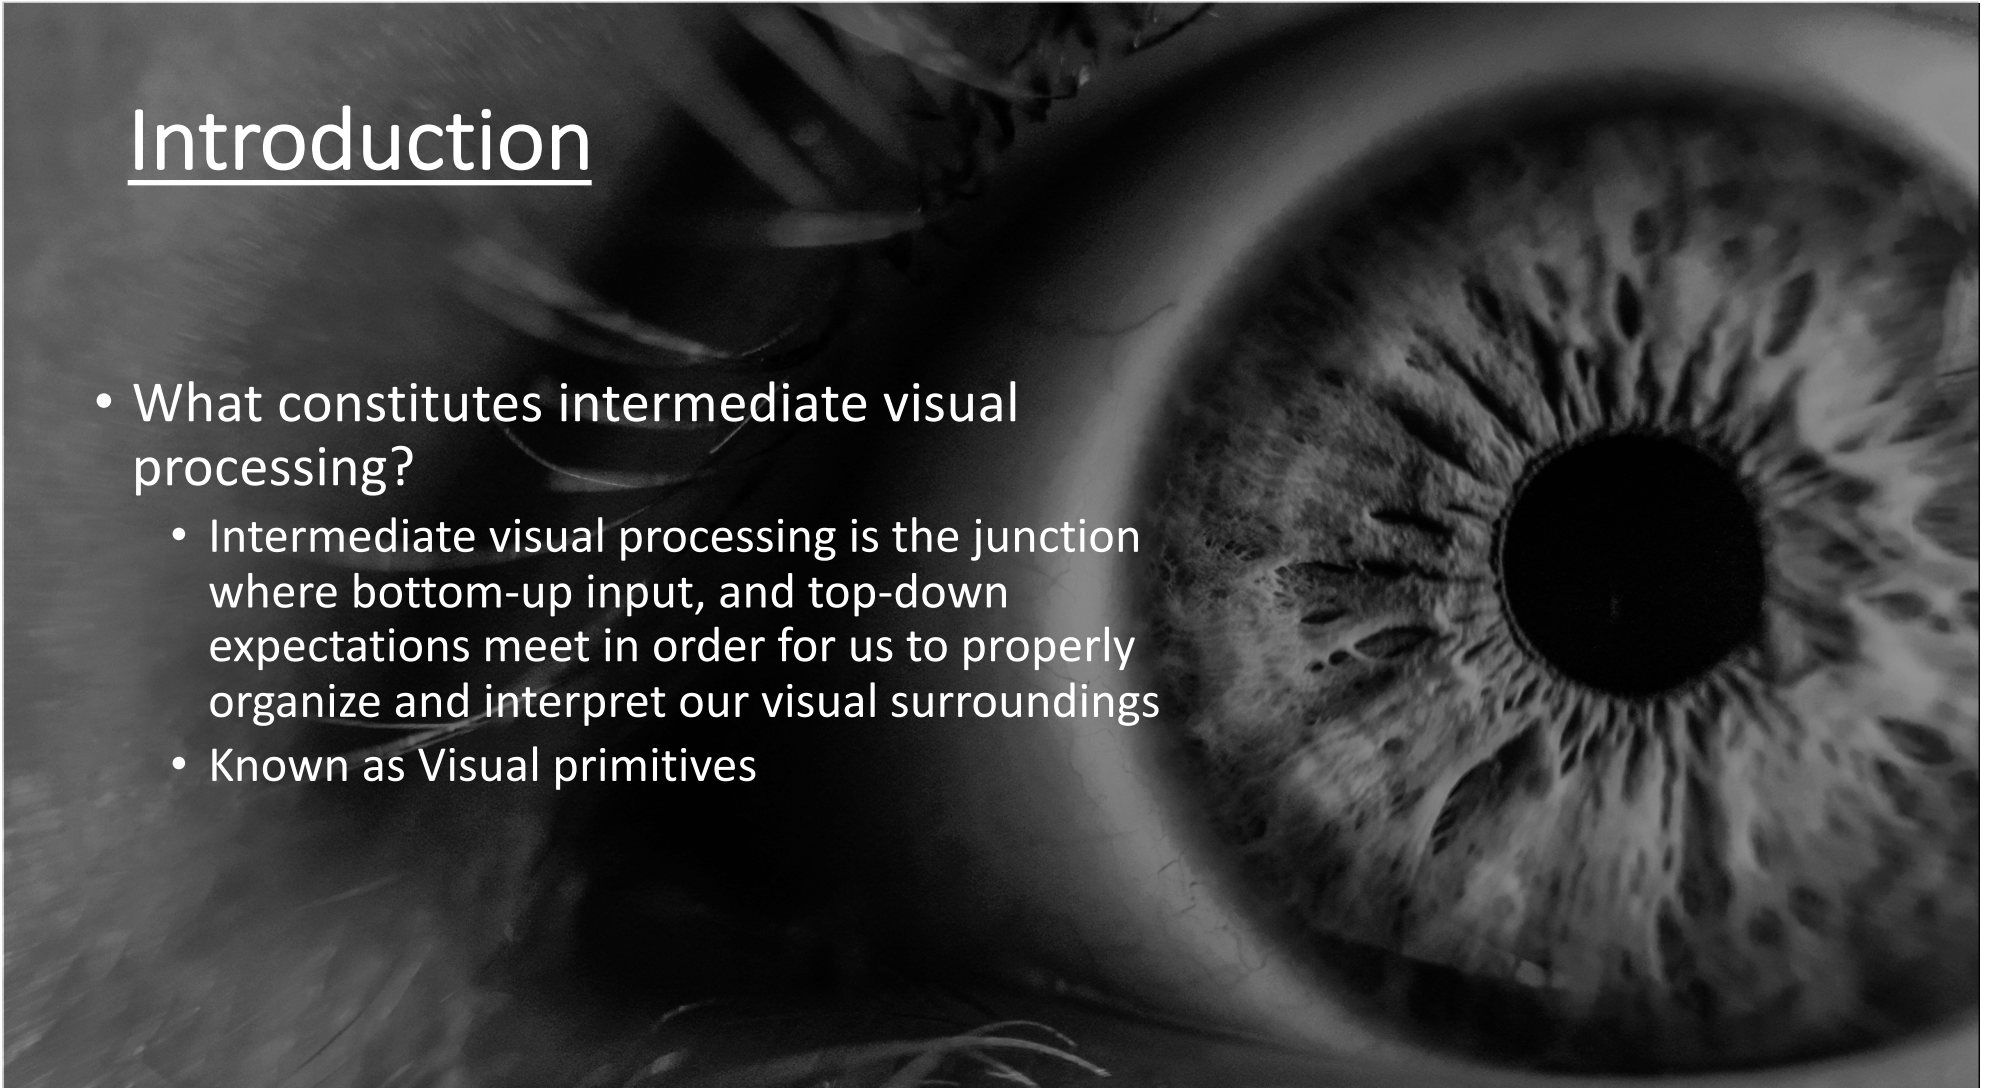 Introduction
• What constitutes intermediate visual
processing?
• Intermediate visual processing is the junction
where bottom-up input, and top-down
expectations meet in order for us to properly
organize and interpret our visual surroundings
• Known as Visual primitives